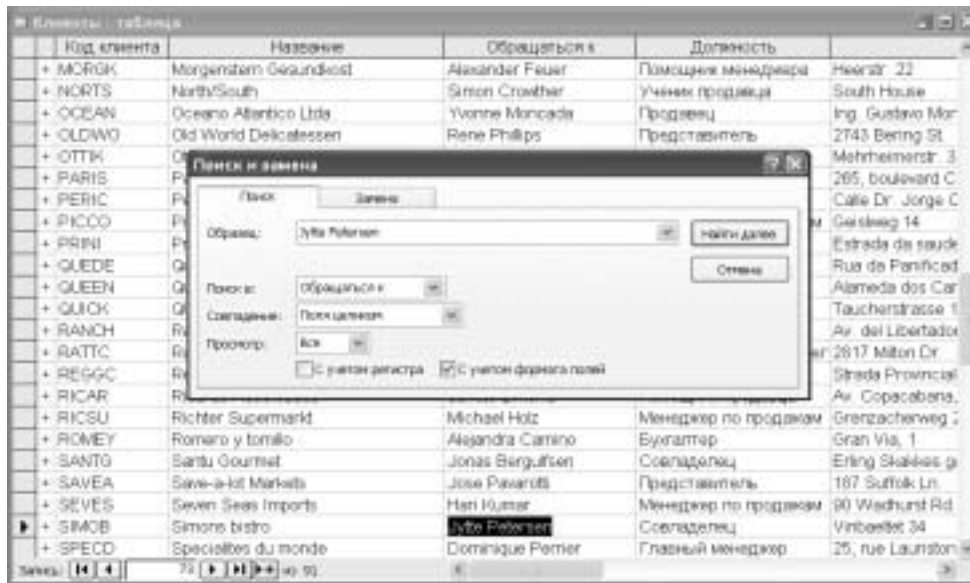 Клиенты : таблица
Код клиента Название Обращаться к Должность
+ MORGK Morgenstern Gesundkost Alexander Feuer Помощник менеджера Heerstr. 22
+ NORTS North/South Simon Crowther Ученик продавца South House
+ OCEAN Oceano Atlantico Ltda Yvonne Moncada Продавец Ing. Gustavo Mon
+ OLDWO Old World Delicatessen Rene Phillips Представитель 2743 Bering St.
+ OTTIK Mehrheimerstr. 3
+ PARIS 265, boulevard C
+ PERIC Calle Dr. Jorge C
+ PICCO Geislweg 14
+ PRINI Estrada da saude
+ QUEDE Rua da Panificad
+ QUEEN Alameda dos Car
+ QUICK Taucherstrasse 1
+ RANCH Av. del Libertador
+ RATTC 2817 Milton Dr.
+ REGGC Strada Provincial
+ RICAR Av. Copacabana,
+ RICSU Richter Supermarkt Michael Holz Менеджер по продажам Grenzacherweg 2
+ ROMEY Romero y tomillo Alejandra Camino Бухгалтер Gran Via, 1
+ SANTG Santu Gourmet Jonas Bergulfsen Совладелец Erling Skakkes g
+ SAVEA Save-a-lot Markets Jose Pavarotti Представитель 187 Suffolk Ln.
+ SEVES Seven Seas Imports Hari Kumar Менеджер по продажам 90 Wadhurst Rd.
+ SIMOB Simons bistro Jytte Petersen Совладелец Vinbaeltet 34
+ SPECD Specialites du monde Dominique Perrier Главный менеджер 25, rue Lauriston
Запись: 73 из 91
Поиск и замена
Поиск Замена
Образец: Jytte Petersen Найти далее
Отмена
Поиск в: Обращаться к
Совпадение: Поля целиком
Просмотр: Все
С учетом регистра С учетом формата полей